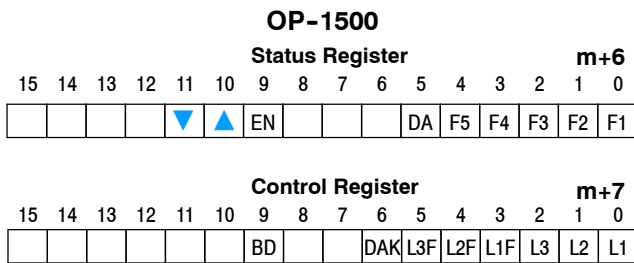 OP-1500
Status Register m+6
15 14 13 12 11 10 9 8 7 6 5 4 3 2 1 0
▼ ▲ EN DA F5 F4 F3 F2 F1
Control Register m+7
15 14 13 12 11 10 9 8 7 6 5 4 3 2 1 0
BD DAK L3F L2F L1F L3 L2 L1